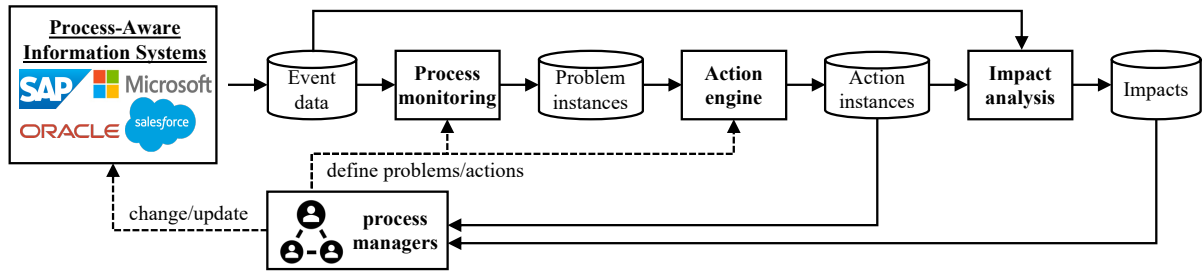 Process-Aware
Information Systems
SAP
Microsoft
ORACLE
salesforce
Event
data
Process
monitoring
Problem
instances
Action
engine
Action
instances
Impact
analysis
Impacts
define problems/actions
change/update
process
managers